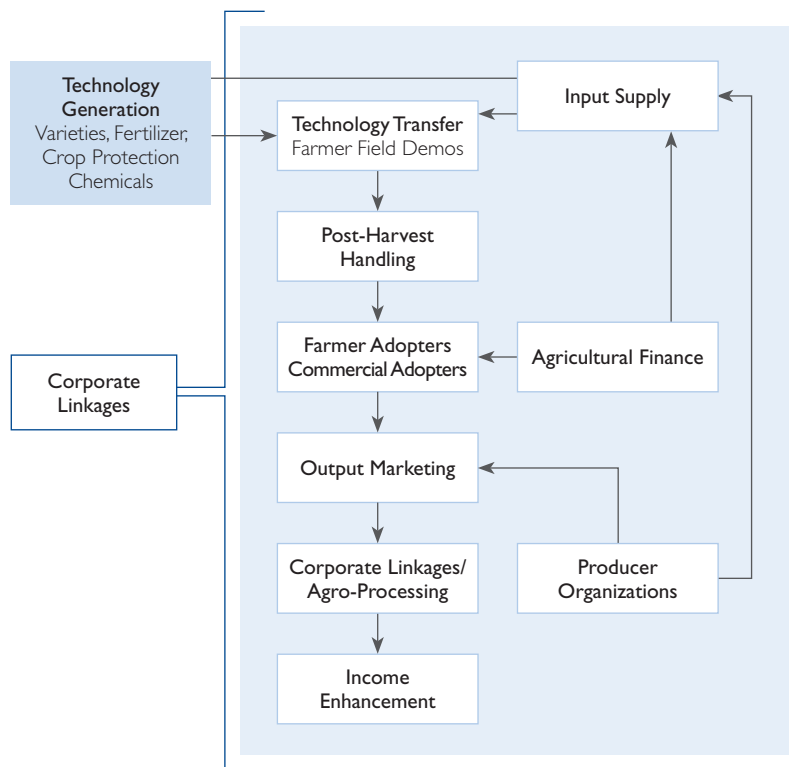 Technology
Generation
Varieties, Fertilizer,
Crop Protection
Chemicals
Input Supply
Technology Transfer
Farmer Field Demos
Post-Harvest
Handling
Farmer Adopters
Commercial Adopters
Agricultural Finance
Corporate
Linkages
Output Marketing
Corporate Linkages/
Agro-Processing
Producer
Organizations
Income
Enhancement